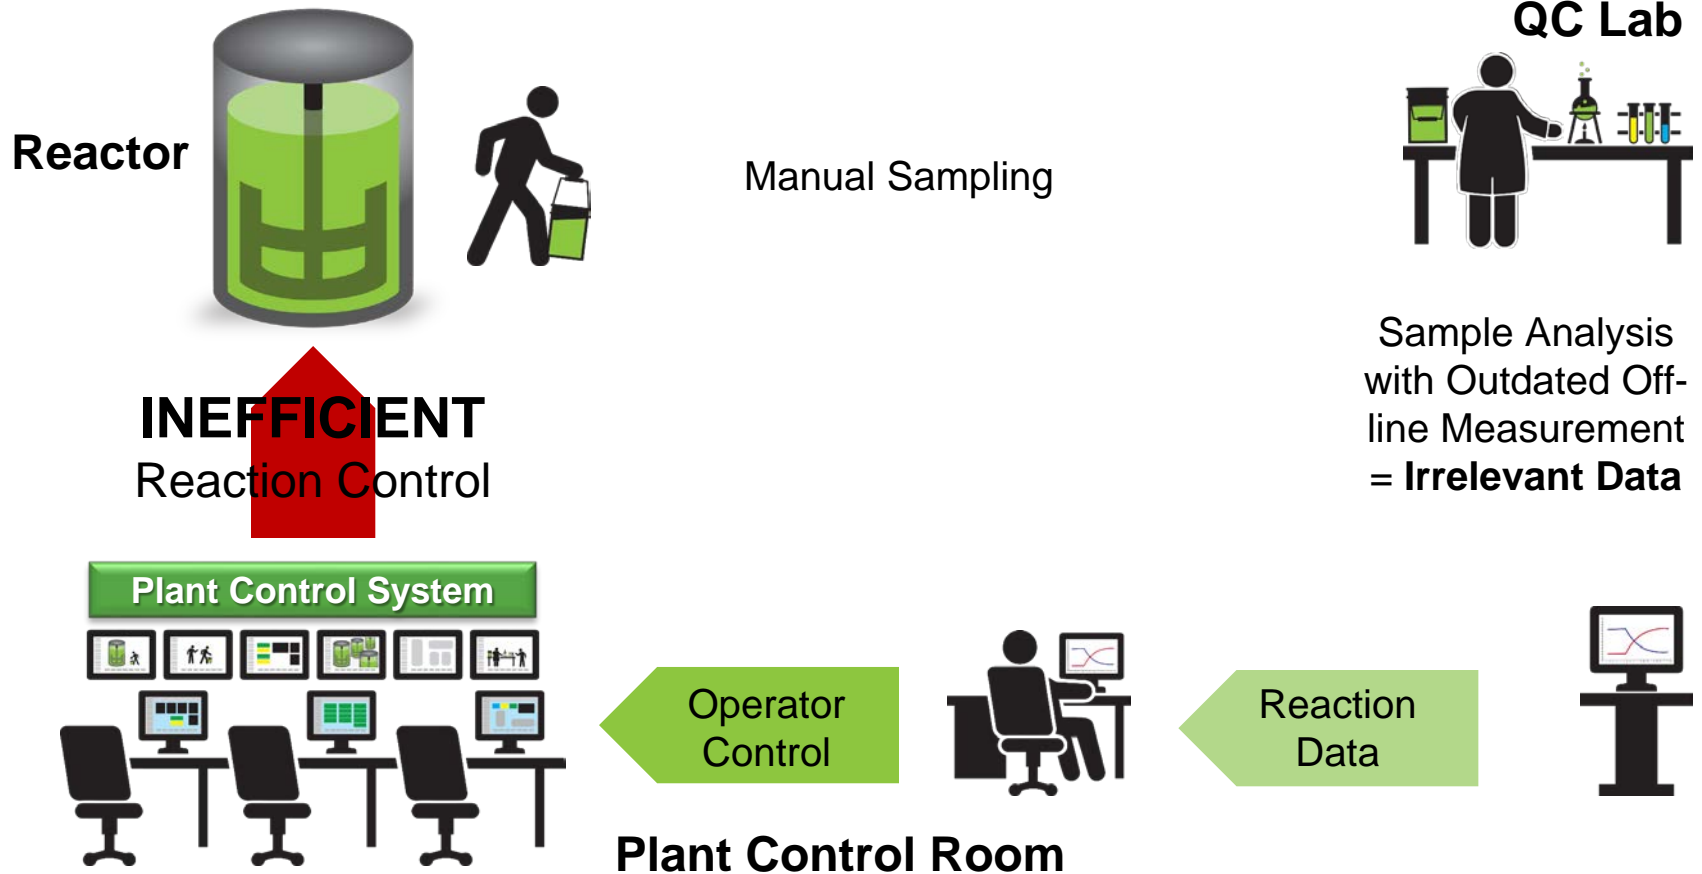 QC Lab
Reactor
Manual Sampling
Sample Analysis
with Outdated Off-
line Measurement
= Irrelevant Data
INEFFICIENT
Reaction Control
Plant Control System
Operator
Control
Reaction
Data
Plant Control Room